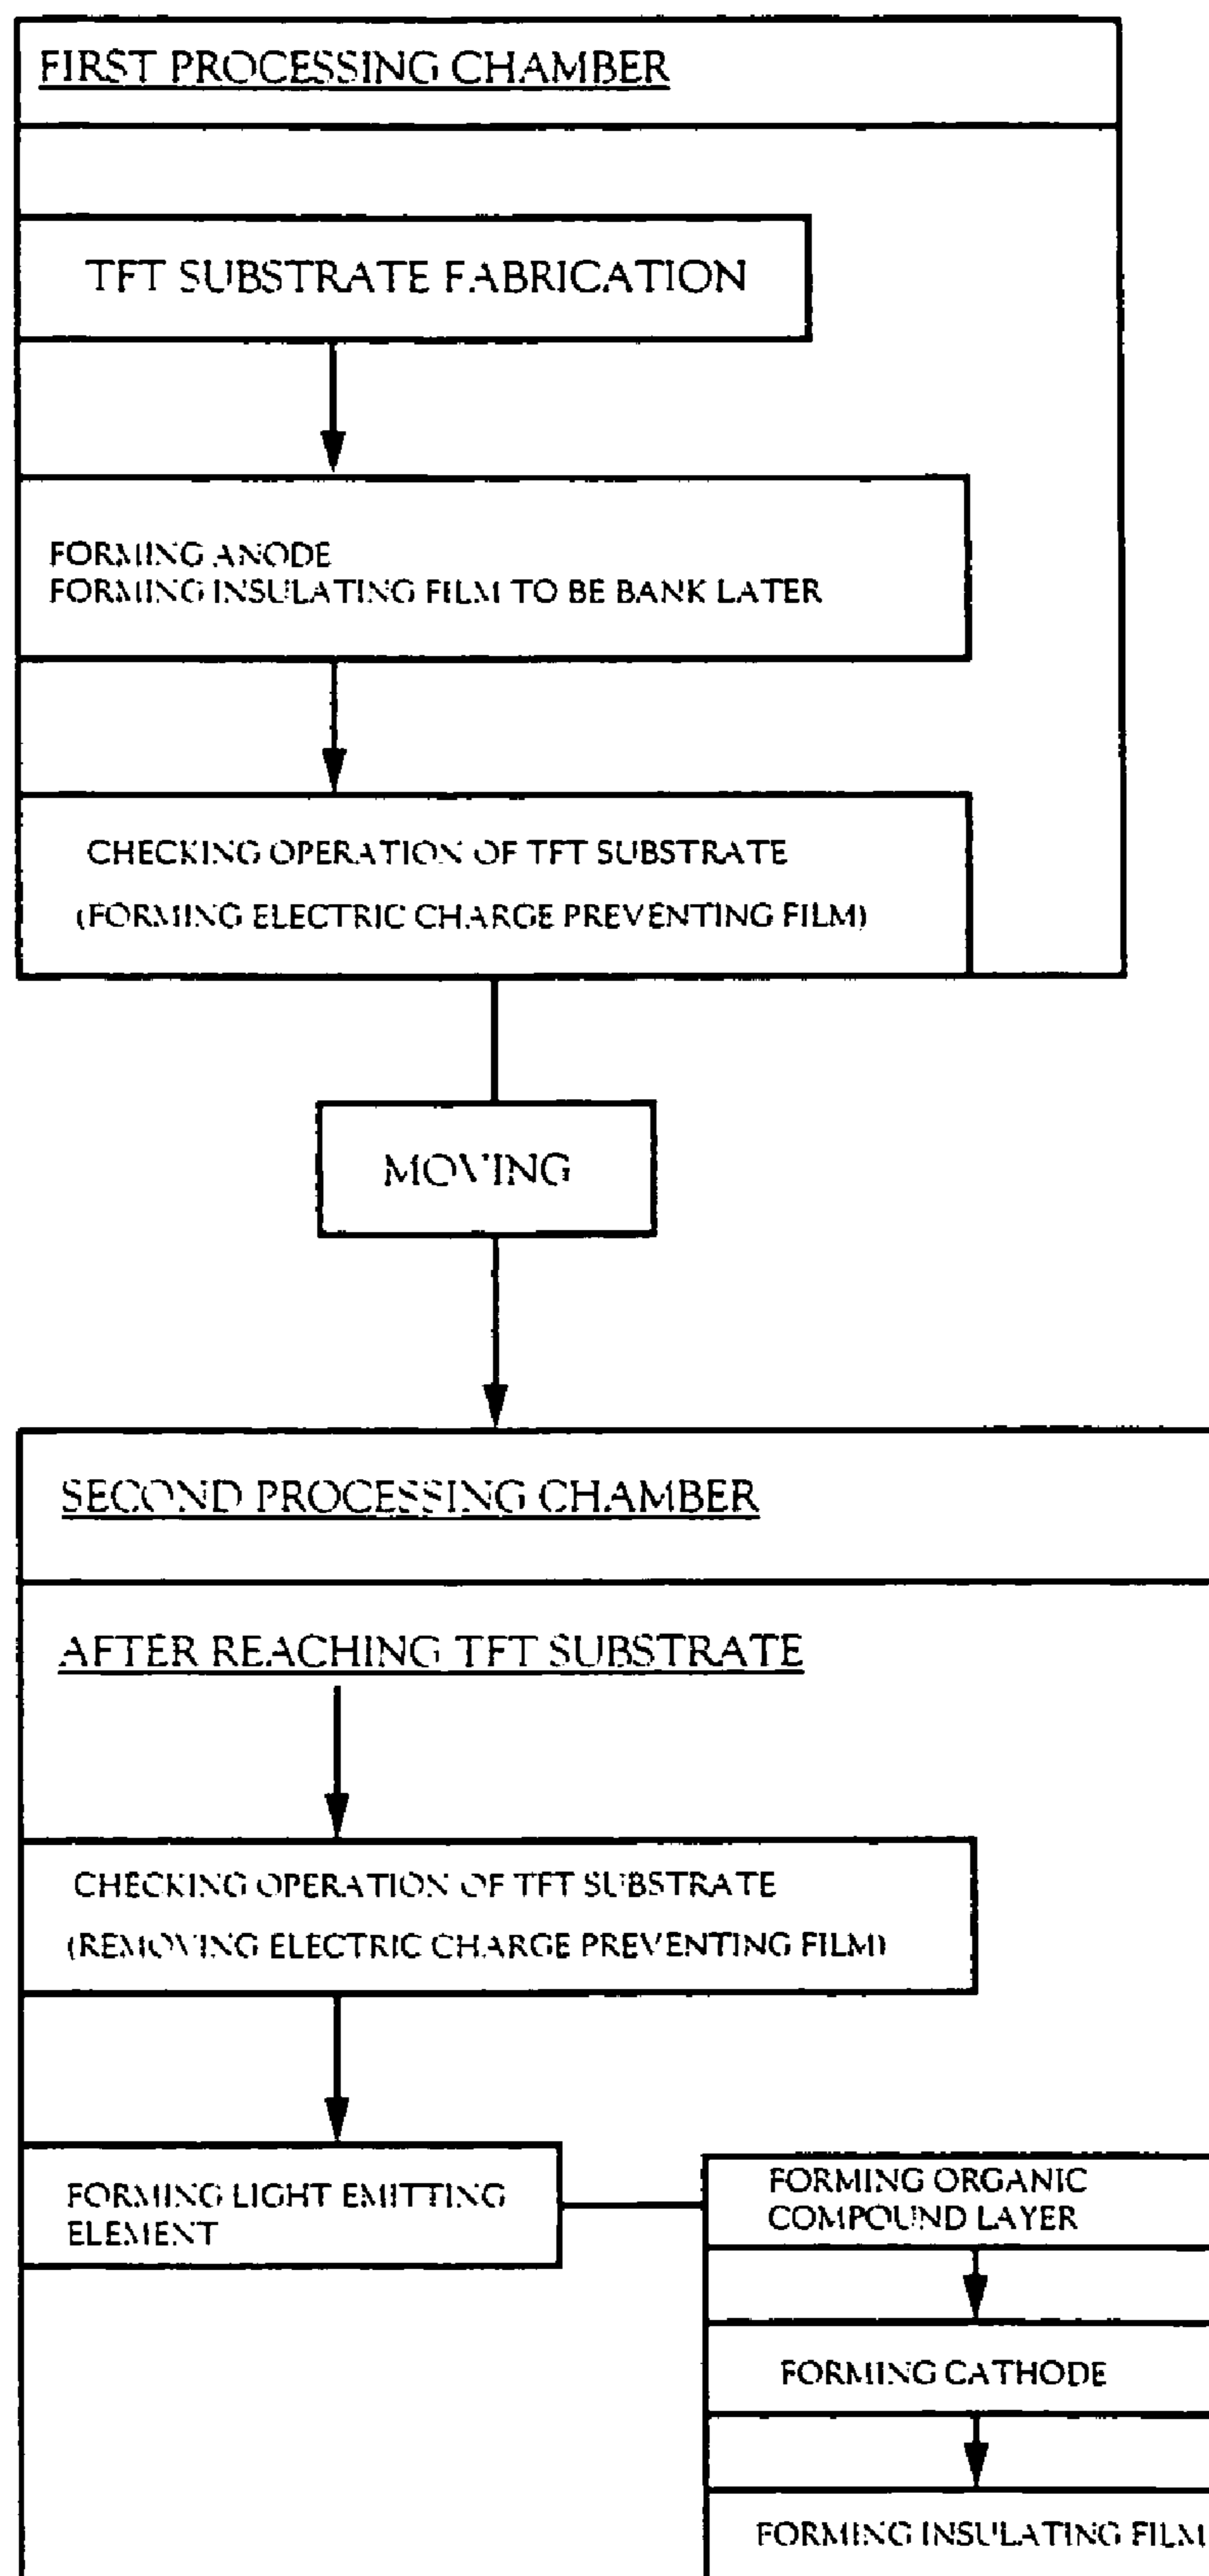 FIRST PROCESSING CHAMBER
TFT SUBSTRATE FABRICATION
FORMING ANODE
FORMING INSULATING FILM TO BE BANK LATER
CHECKING OPERATION OF TFT SUBSTRATE
(FORMING ELECTRIC CHARGE PREVENTING FILM)
MOVING
SECOND PROCESSING CHAMBER
AFTER REACHING TFT SUBSTRATE
CHECKING OPERATION OF TFT SUBSTRATE
(REMOVING ELECTRIC CHARGE PREVENTING FILM)
FORMING LIGHT EMITTING
ELEMENT
FORMING ORGANIC
COMPOUND LAYER
FORMING CATHODE
FORMING INSULATING FILM